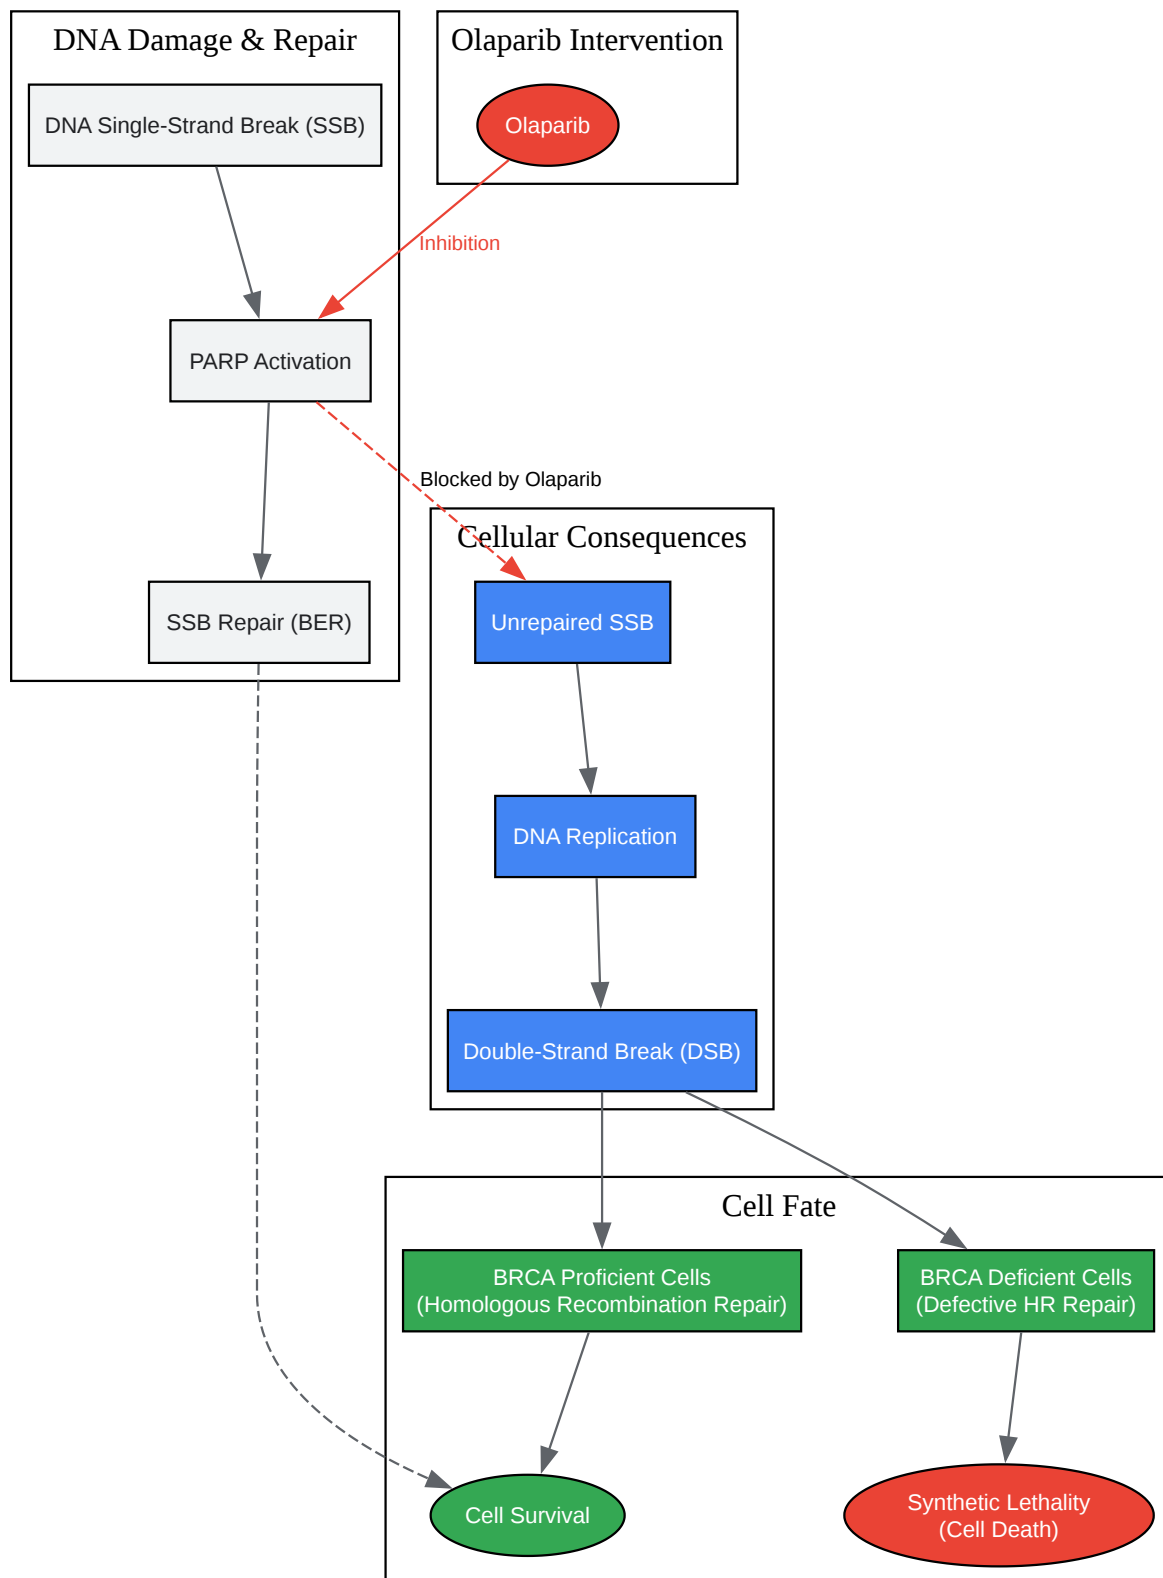 DNA Damage & Repair
Olaparib Intervention
DNA Single-Strand Break (SSB)
Olaparib
Inhibition
PARP Activation
Blocked by Olaparib
Cellular Consequences
SSB Repair (BER)
Unrepaired SSB
DNA Replication
Double-Strand Break (DSB)
Cell Fate
BRCA Proficient Cells
(Homologous Recombination Repair)
BRCA Deficient Cells
(Defective HR Repair)
Cell Survival
Synthetic Lethality
(Cell Death)